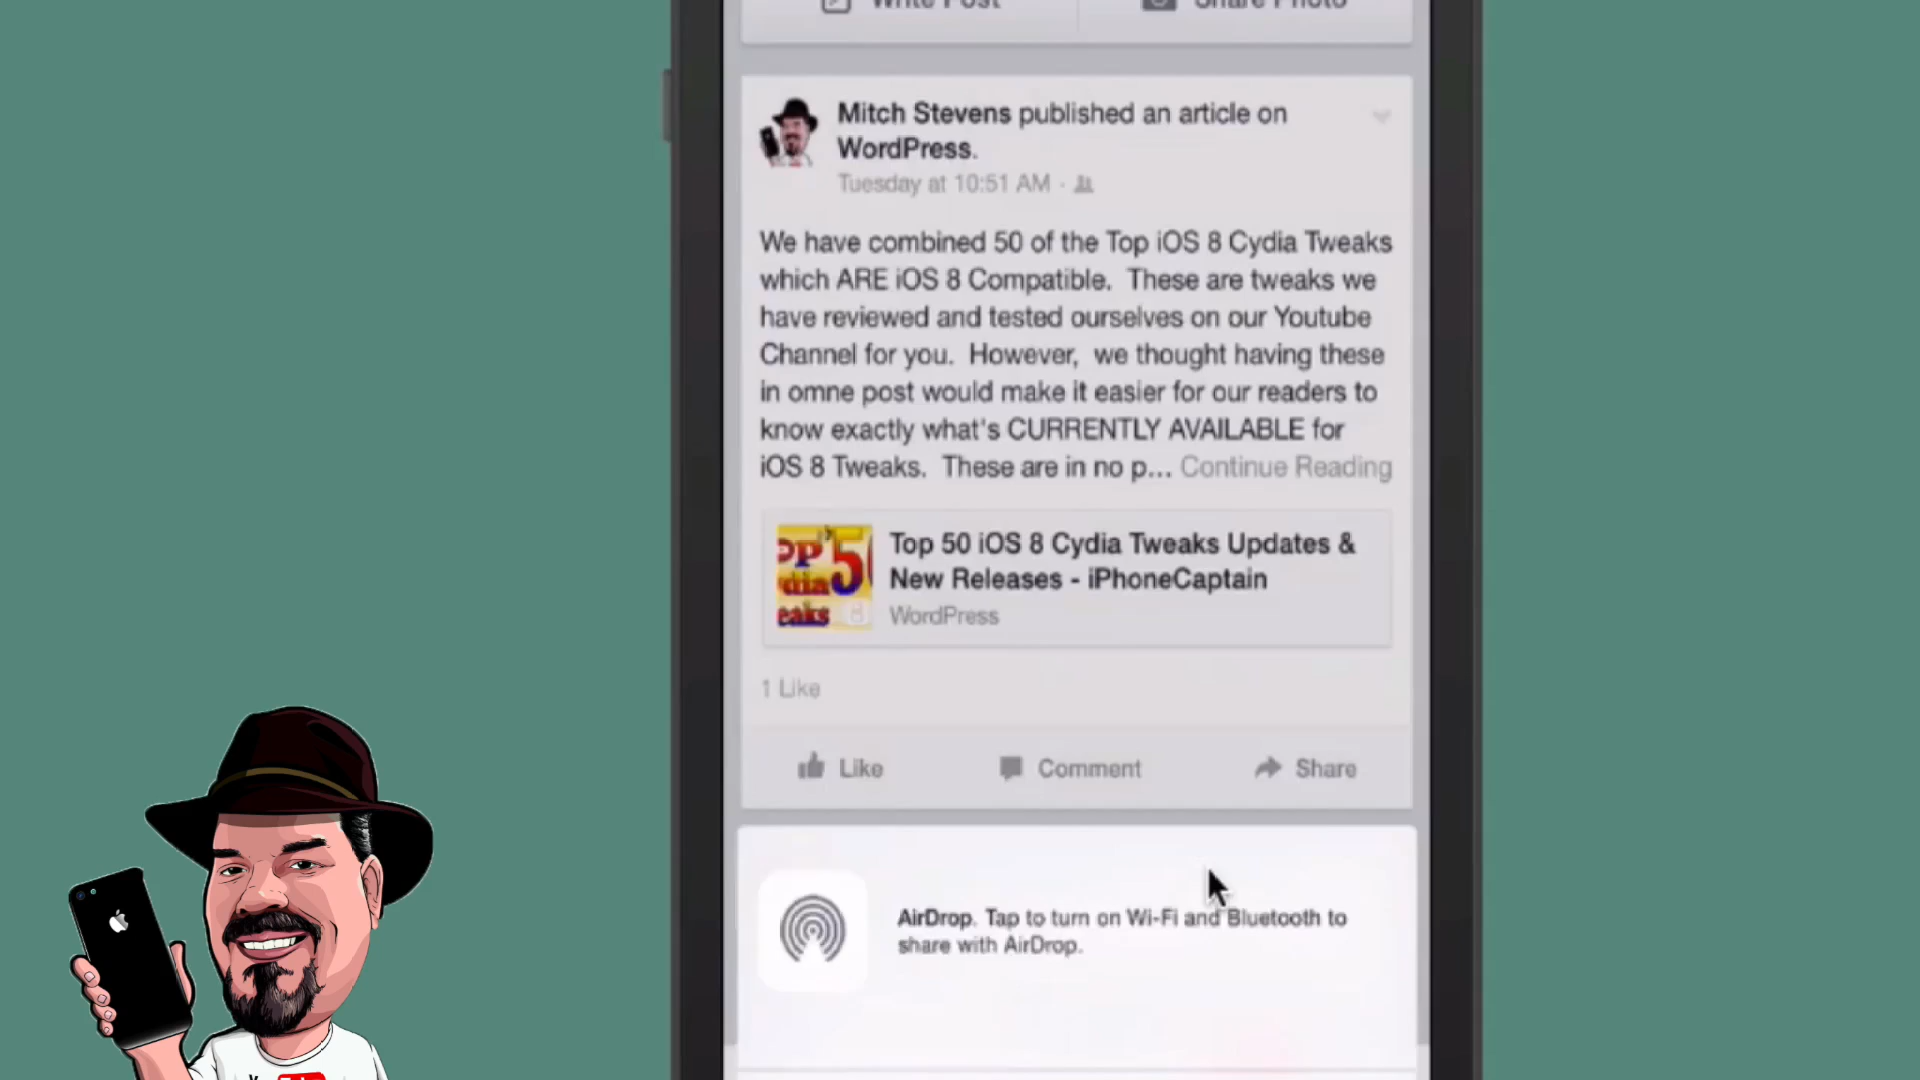 Write Post
Share Photo
Mitch Stevens published an article on
WordPress.
Tuesday at 10:51 AM ·
We have combined 50 of the Top iOS 8 Cydia Tweaks
which ARE iOS 8 Compatible.  These are tweaks we
have reviewed and tested ourselves on our Youtube
Channel for you.  However,  we thought having these
in omne post would make it easier for our readers to
know exactly what's CURRENTLY AVAILABLE for
iOS 8 Tweaks.  These are in no p... Continue Reading
Top 50 iOS 8 Cydia Tweaks Updates &
New Releases - iPhoneCaptain
WordPress
1 Like
Like
Comment
Share
AirDrop. Tap to turn on Wi-Fi and Bluetooth to
share with AirDrop.